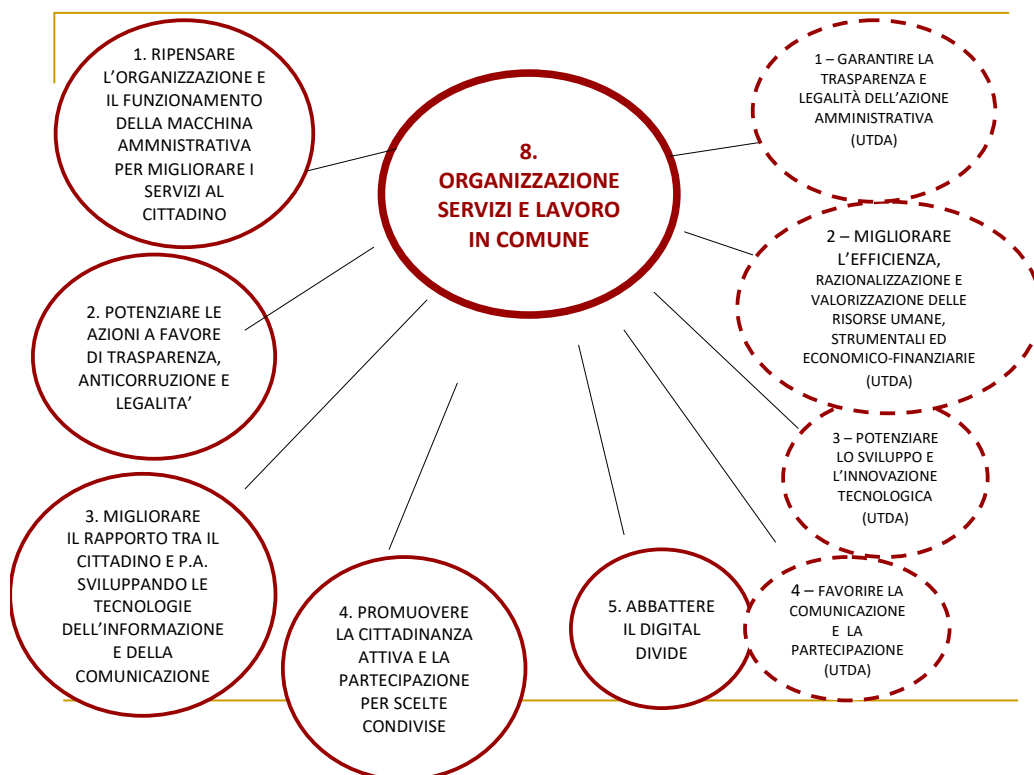 1. RIPENSARE
L'ORGANIZZAZIONE E
IL FUNZIONAMENTO
DELLA MACCHINA
AMMNISTRATIVA
PER MIGLIORARE I
SERVIZI AL
CITTADINO
2. POTENZIARE LE
AZIONI A FAVORE
DI TRASPARENZA,
ANTICORRUZIONE E
LEGALITA'
3. MIGLIORARE
IL RAPPORTO TRA IL
CITTADINO E P.A.
SVILUPPANDO LE
TECNOLOGIE
DELL'INFORMAZIONE
E DELLA
COMUNICAZIONE
4. PROMUOVERE
LA CITTADINANZA
ATTIVA E LA
PARTECIPAZIONE
PER SCELTE
CONDIVISE
5. ABBATTERE
IL DIGITAL
DIVIDE
8.
ORGANIZZAZIONE
SERVIZI E LAVORO
IN COMUNE
1 – GARANTIRE LA
TRASPARENZA E
LEGALITÀ DELL'AZIONE
AMMINISTRATIVA
(UTDA)
2 – MIGLIORARE
L'EFFICIENZA,
RAZIONALIZZAZIONE E
VALORIZZAZIONE DELLE
RISORSE UMANE,
STRUMENTALI ED
ECONOMICO-FINANZIARIE
(UTDA)
3 – POTENZIARE
LO SVILUPPO E
L'INNOVAZIONE
TECNOLOGICA
(UTDA)
4 – FAVORIRE LA
COMUNICAZIONE
E LA
PARTECIPAZIONE
(UTDA)